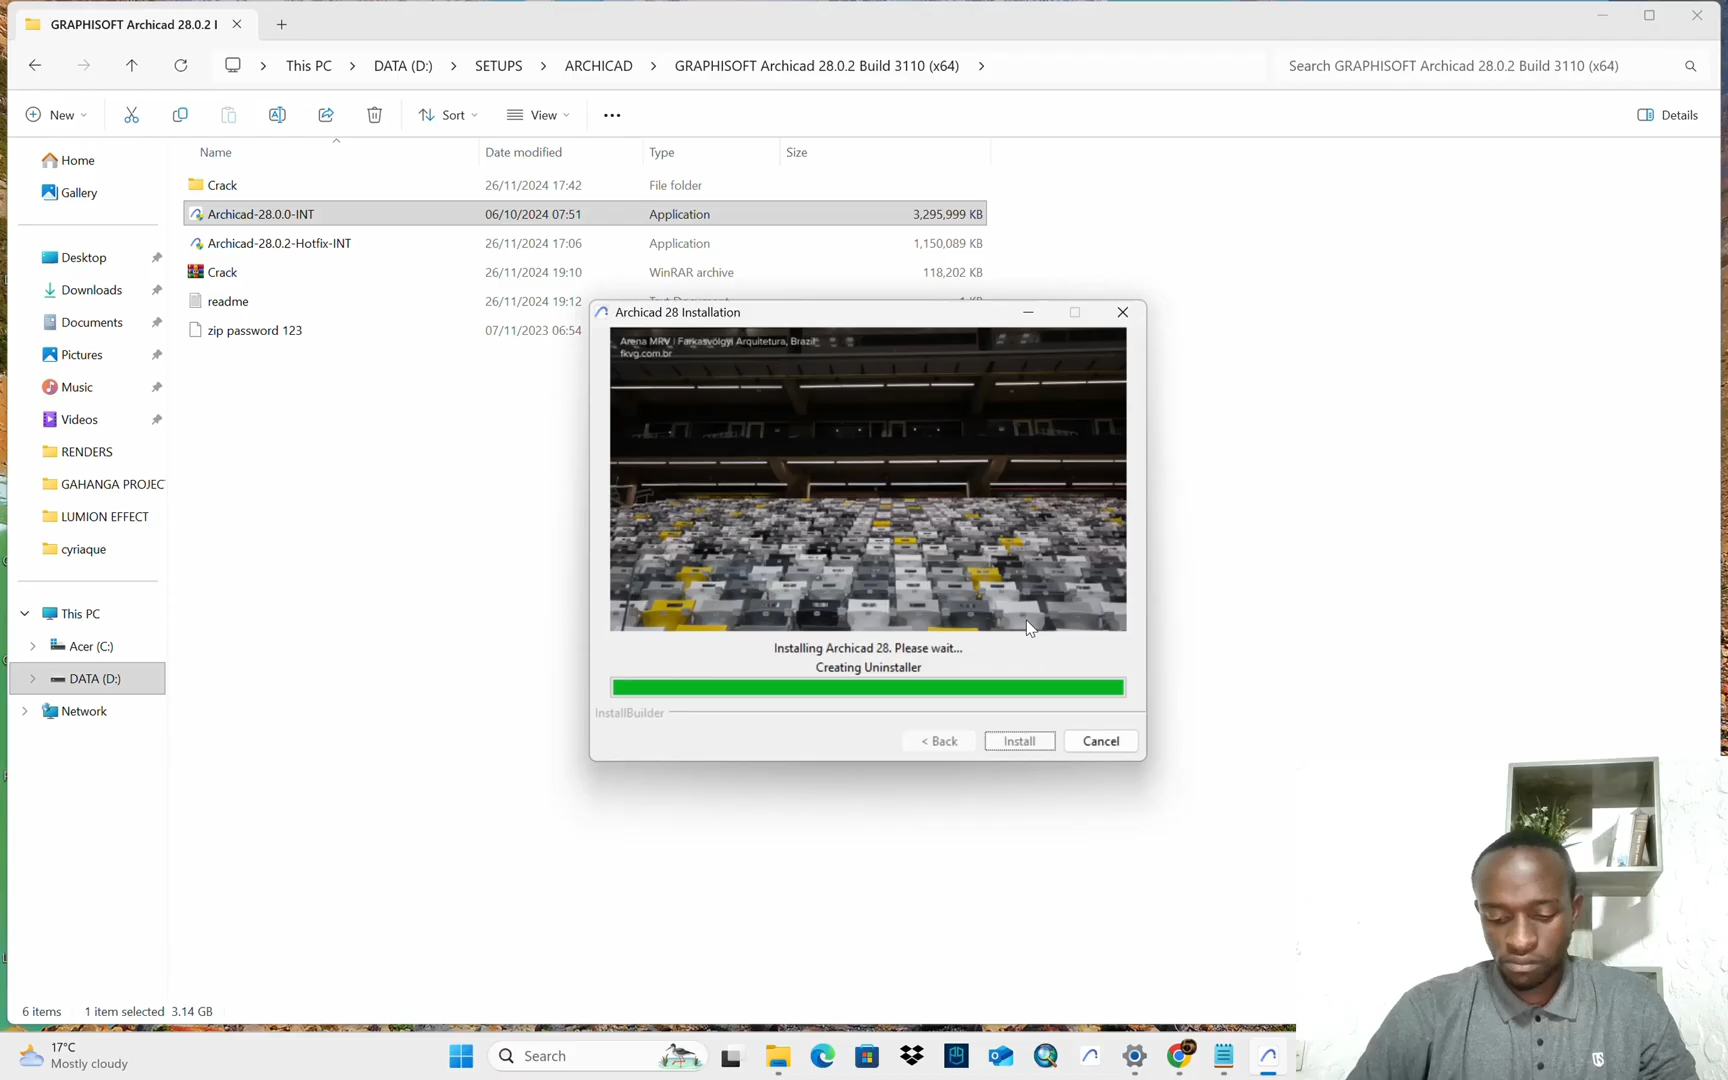 GRAPHISOFT Archicad 28.0.2 I
This PC > DATA (D:) > SETUPS > ARCHICAD > GRAPHISOFT Archicad 28.0.2 Build 3110 (x64) >
Search GRAPHISOFT Archicad 28.0.2 Build 3110 (x64)
New Sort View Details
Name Date modified Type Size
Home
Gallery
Desktop
Downloads
Documents
Pictures
Music
Videos
RENDERS
GAHANGA PROJEC
LUMION EFFECT
cyriaque
This PC
Acer (C:)
DATA (D:)
Network
Crack 26/11/2024 17:42 File folder
Archicad-28.0.0-INT 06/10/2024 07:51 Application 3,295,999 KB
Archicad-28.0.2-Hotfix-INT 26/11/2024 17:06 Application 1,150,089 KB
Crack 26/11/2024 19:10 WinRAR archive 118,202 KB
readme 26/11/2024 19:12
zip password 123 07/11/2023 06:54
Archicad 28 Installation
Arena MRV | Farkasvölgyi Arquitetura, Brazil
fkvg.com.br
Installing Archicad 28. Please wait...
Creating Uninstaller
InstallBuilder
< Back Install Cancel
6 items 1 item selected 3.14 GB
17°C
Mostly cloudy
Search